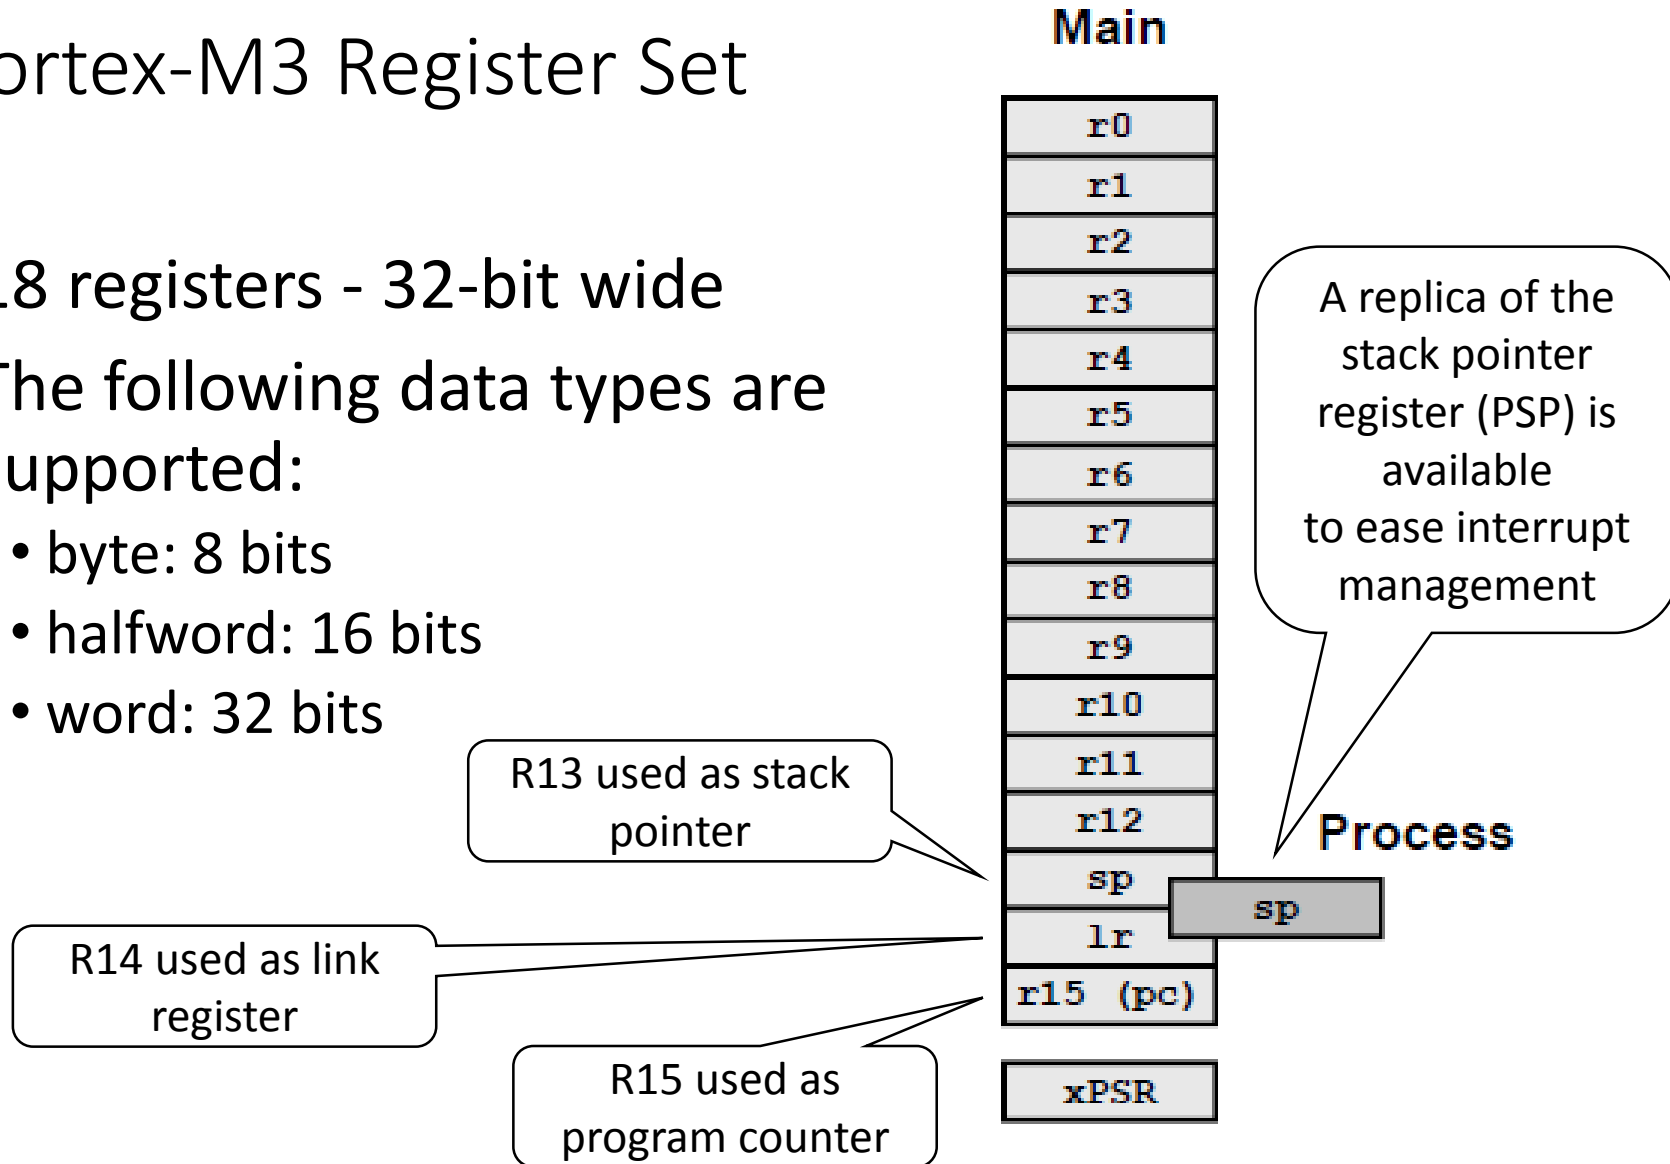 ortex-M3 Register Set
18 registers - 32-bit wide
The following data types are
upported:
• byte: 8 bits
• halfword: 16 bits
• word: 32 bits
R13 used as stack
pointer
R14 used as link
register
R15 used as
program counter
Main
r0
r1
r2
r3
r4
r5
r6
r7
r8
r9
r10
r11
r12
sp
lr
r15 (pc)
xPSR
A replica of the
stack pointer
register (PSP) is
available
to ease interrupt
management
Process
sp